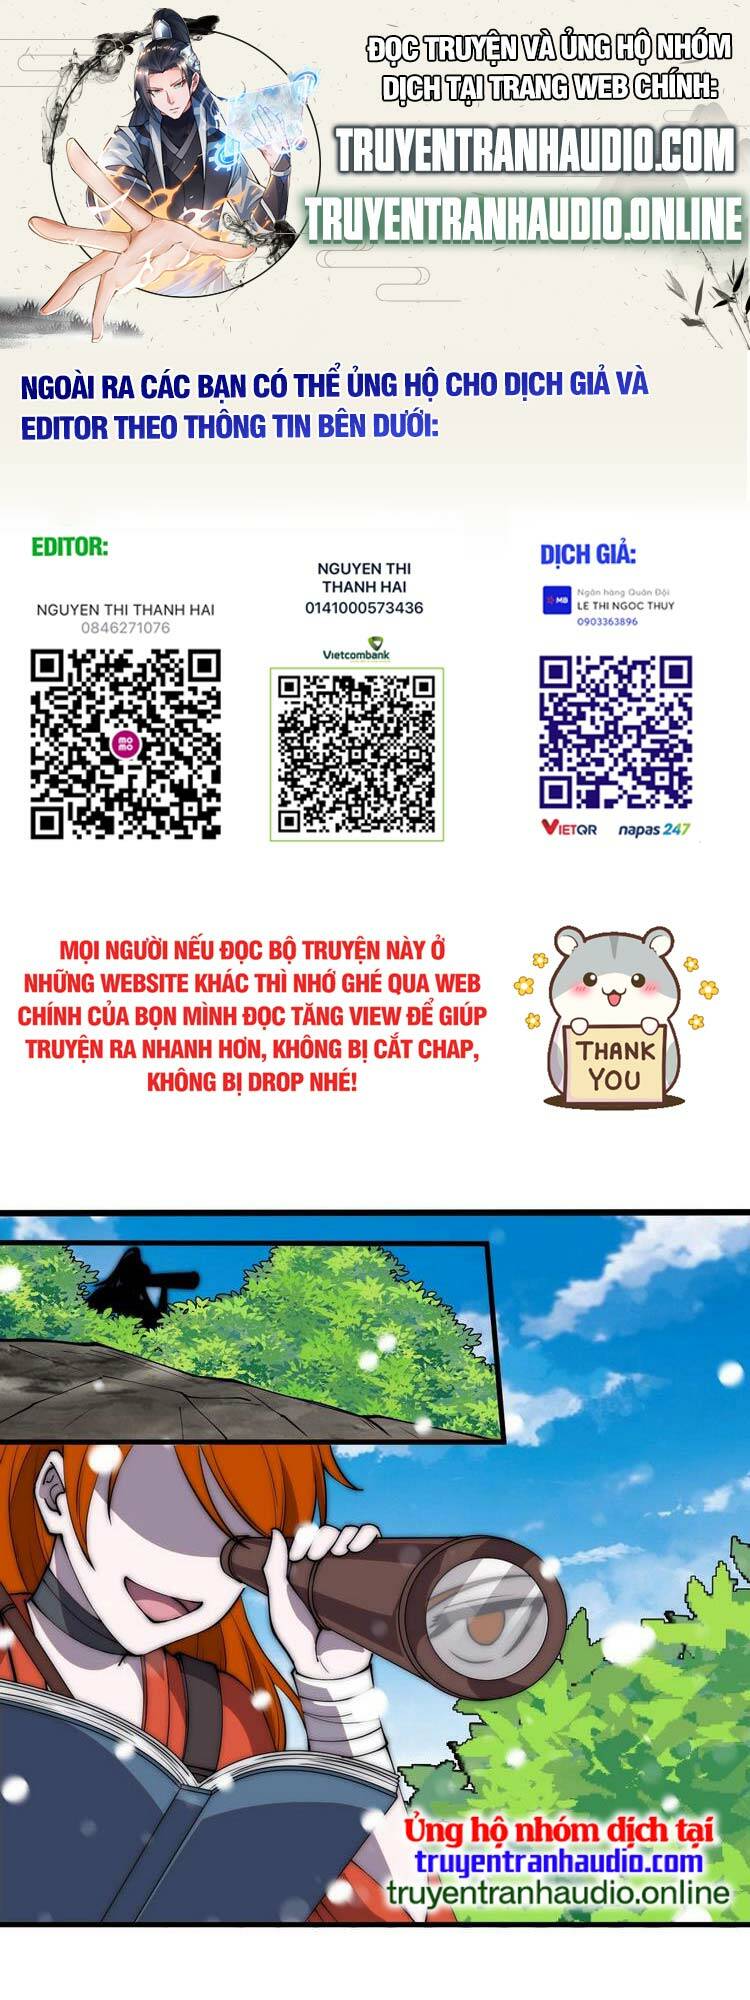 ĐỌC TRUYỆN VÀ ỦNG HỘ NHÓM
DỊCH TẠI TRANG WEB CHÍNH:
TRUYENTRANHAUDIO.COM
TRUYENTRANHAUDIO.ONLINE
NGOÀI RA CÁC BẠN CÓ THỂ ỦNG HỘ CHO DỊCH GIẢ VÀ
EDITOR THEO THÔNG TIN BÊN DƯỚI:
EDITOR:
NGUYEN THI THANH HAI
0846271076
mo
mo
NGUYEN THI
THANH HAI
0141000573436
Vietcombank
DỊCH GIẢ:
MB
Ngân hàng Quân Đội
LE THI NGOC THUY
0903363896
VIETQR
napas 247
MỌI NGƯỜI NẾU ĐỌC BỘ TRUYỆN NÀY Ở
NHỮNG WEBSITE KHÁC THÌ NHỚ GHÉ QUA WEB
CHÍNH CỦA BỌN MÌNH ĐỌC TĂNG VIEW ĐỂ GIÚP
TRUYỆN RA NHANH HƠN, KHÔNG BỊ CẮT CHAP,
KHÔNG BỊ DROP NHÉ!
THANK
YOU
Ủng hộ nhóm dịch tại
truyentranhaudio.com
truyentranhaudio.online